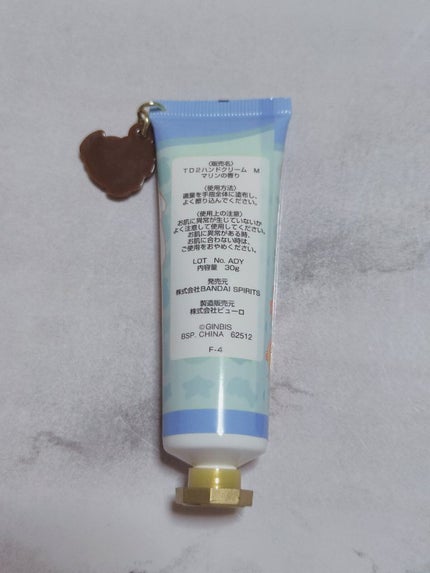 〈販売名〉
TD2ハンドクリーム M
マリンの香り
〈使用方法〉
適量を手指全体に塗布し、
よく擦り込んでください。
〈使用上の注意〉
お肌に異常が生じていないか
よく注意して使用してください。
お肌に異常がある時、
お肌に合わない時は、
ご使用をおやめください。
LOT No. ADY
内容量 30g
発売元
株式会社BANDAI SPIRITS
製造販売元
株式会社ピューロ
©GINBIS
BSP. CHINA 62512
F-4